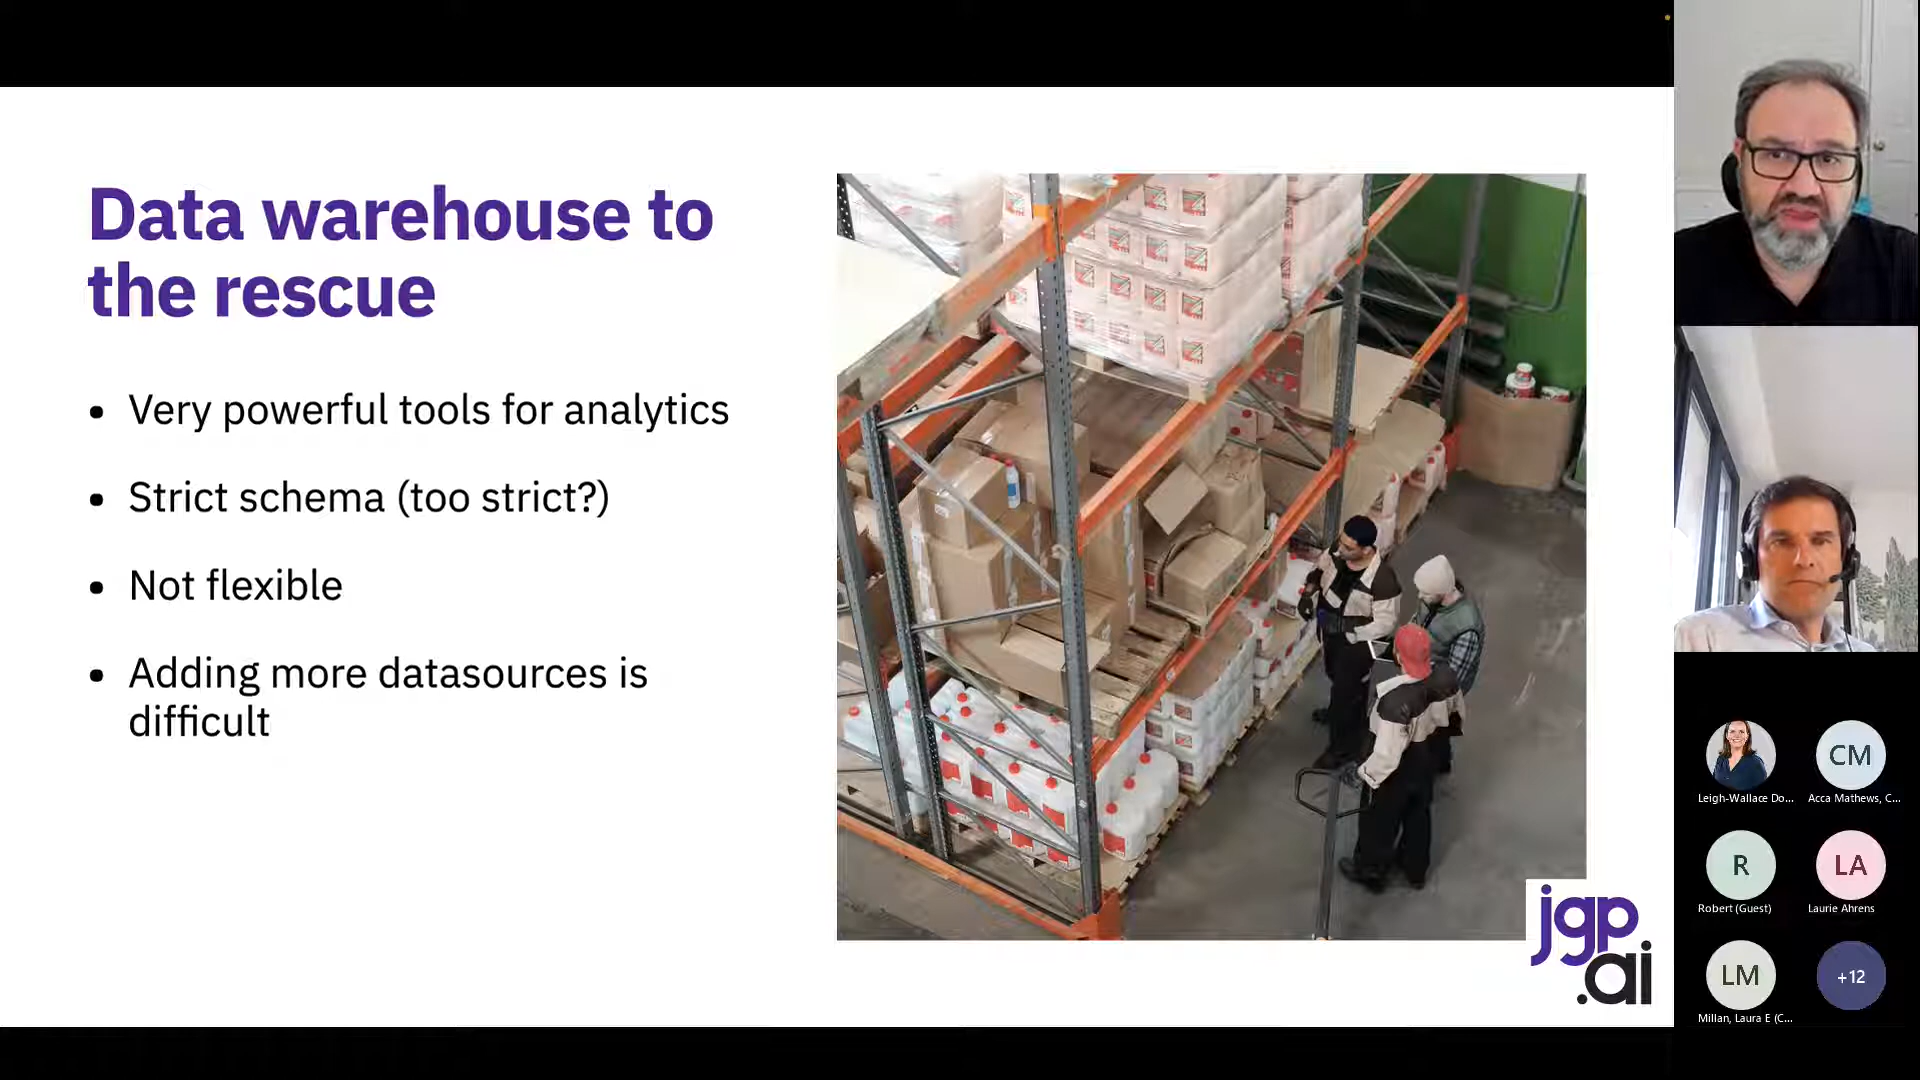 Data warehouse to
the rescue
• Very powerful tools for analytics
• Strict schema (too strict?)
• Not flexible
• Adding more datasources is
difficult
jgp
.ai
CM
Leigh-Wallace Do...
Acca Mathews, C...
R
LA
Robert (Guest)
Laurie Ahrens
LM
+12
Millan, Laura E (C...